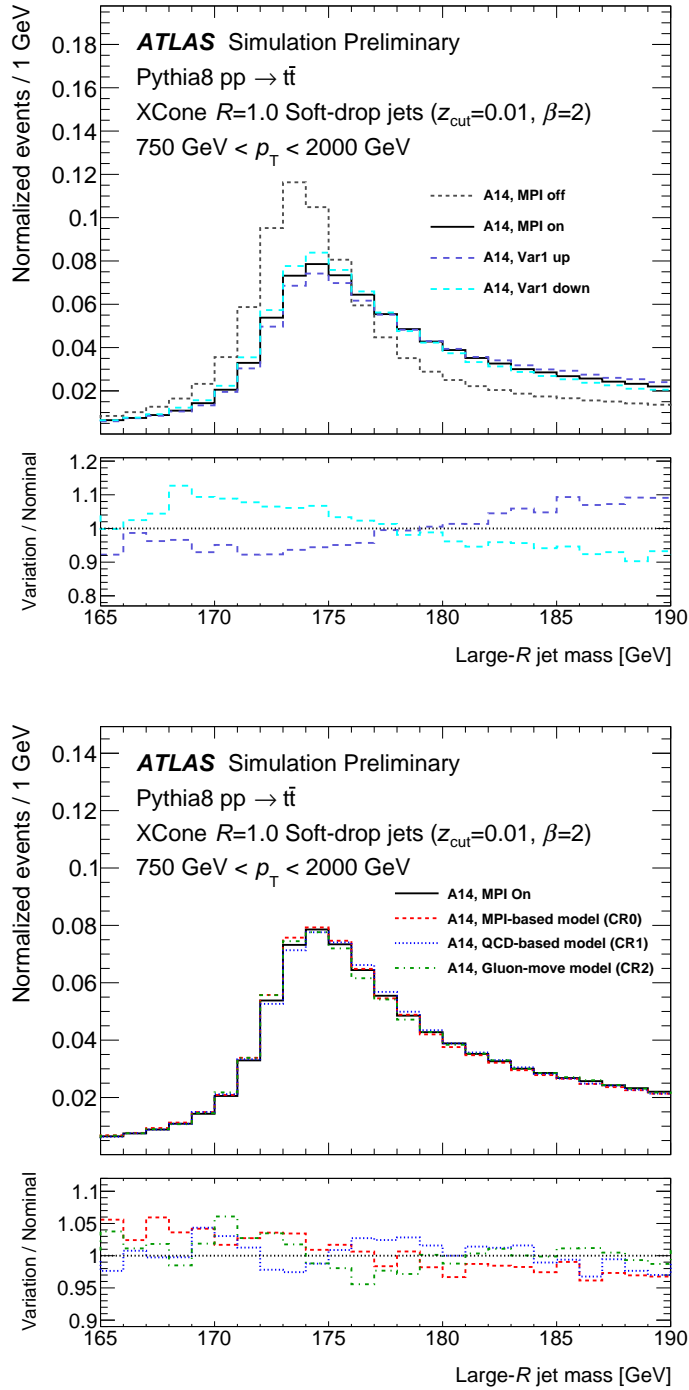 ATLAS Simulation Preliminary
Pythia8 pp → tt̄
XCone R=1.0 Soft-drop jets (z_cut=0.01, β=2)
750 GeV < p_T < 2000 GeV
A14, MPI off
A14, MPI on
A14, Var1 up
A14, Var1 down
Normalized events / 1 GeV
0.18
0.16
0.14
0.12
0.1
0.08
0.06
0.04
0.02
Variation / Nominal
1.2
1.1
1
0.9
0.8
165 170 175 180 185 190
Large-R jet mass [GeV]
ATLAS Simulation Preliminary
Pythia8 pp → tt̄
XCone R=1.0 Soft-drop jets (z_cut=0.01, β=2)
750 GeV < p_T < 2000 GeV
A14, MPI On
A14, MPI-based model (CR0)
A14, QCD-based model (CR1)
A14, Gluon-move model (CR2)
Normalized events / 1 GeV
0.14
0.12
0.1
0.08
0.06
0.04
0.02
Variation / Nominal
1.1
1.05
1
0.95
0.9
165 170 175 180 185 190
Large-R jet mass [GeV]